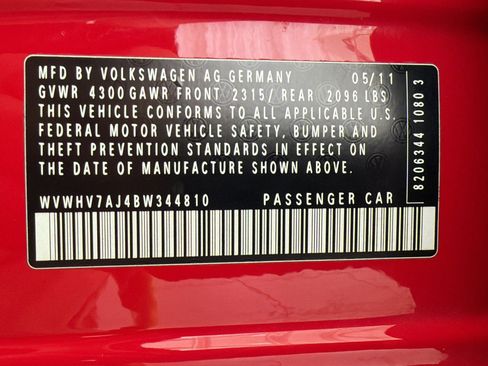 MFD BY VOLKSWAGEN AG GERMANY 05/11
GVWR 4300 GAWR FRONT 2315/ REAR 2096 LBS
THIS VEHICLE CONFORMS TO ALL APPLICABLE U.S.
FEDERAL MOTOR VEHICLE SAFETY, BUMPER AND
THEFT PREVENTION STANDARDS IN EFFECT ON
THE DATE OF MANUFACTURE SHOWN ABOVE.
WVWHV7AJ4BW344810 PASSENGER CAR
8206344 1080 3